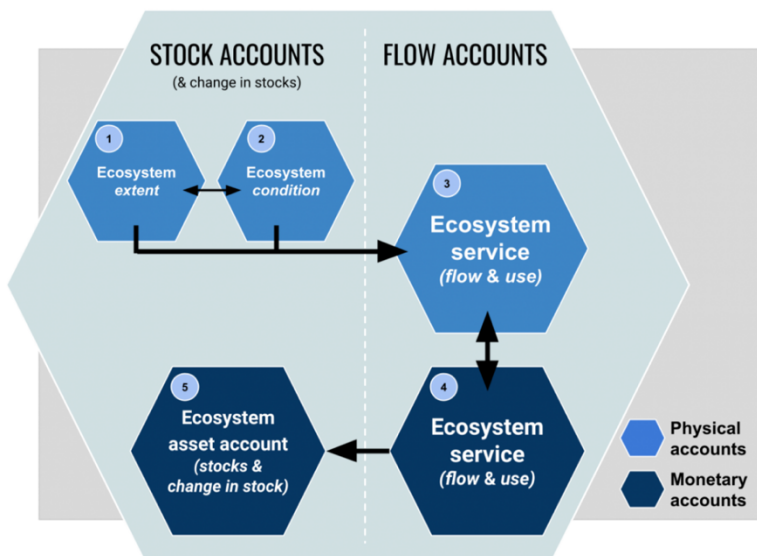 STOCK ACCOUNTS
(& change in stocks)
FLOW ACCOUNTS
1
Ecosystem
extent
2
Ecosystem
condition
3
Ecosystem
service
(flow & use)
5
Ecosystem
asset account
(stocks &
change in stock)
4
Ecosystem
service
(flow & use)
Physical
accounts
Monetary
accounts